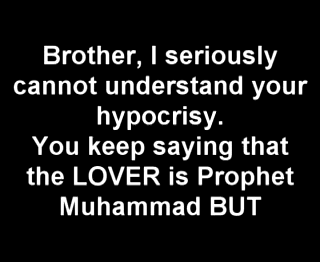 Brother, I seriously
cannot understand your
hypocrisy.
You keep saying that
the LOVER is Prophet
Muhammad BUT